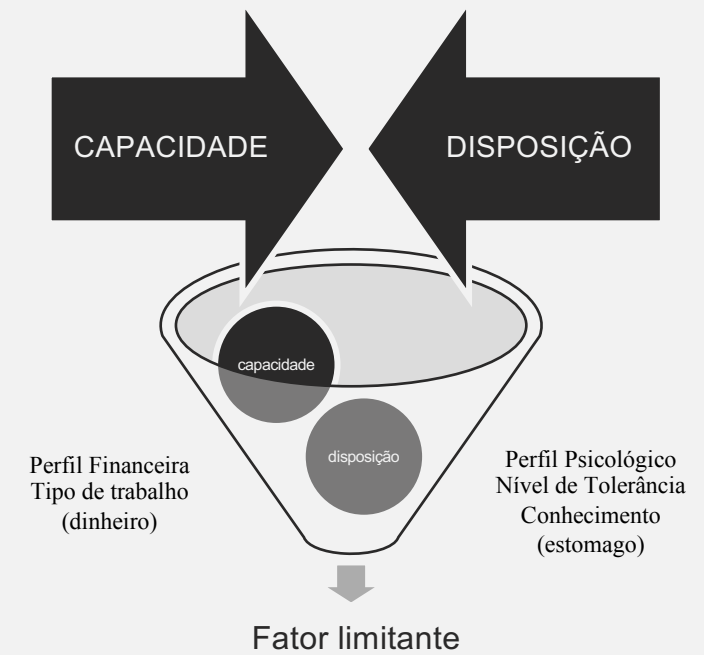 CAPACIDADE
DISPOSIÇÃO
capacidade
disposição
Perfil Financeira
Tipo de trabalho
(dinheiro)
Perfil Psicológico
Nível de Tolerância
Conhecimento
(estomago)
Fator limitante